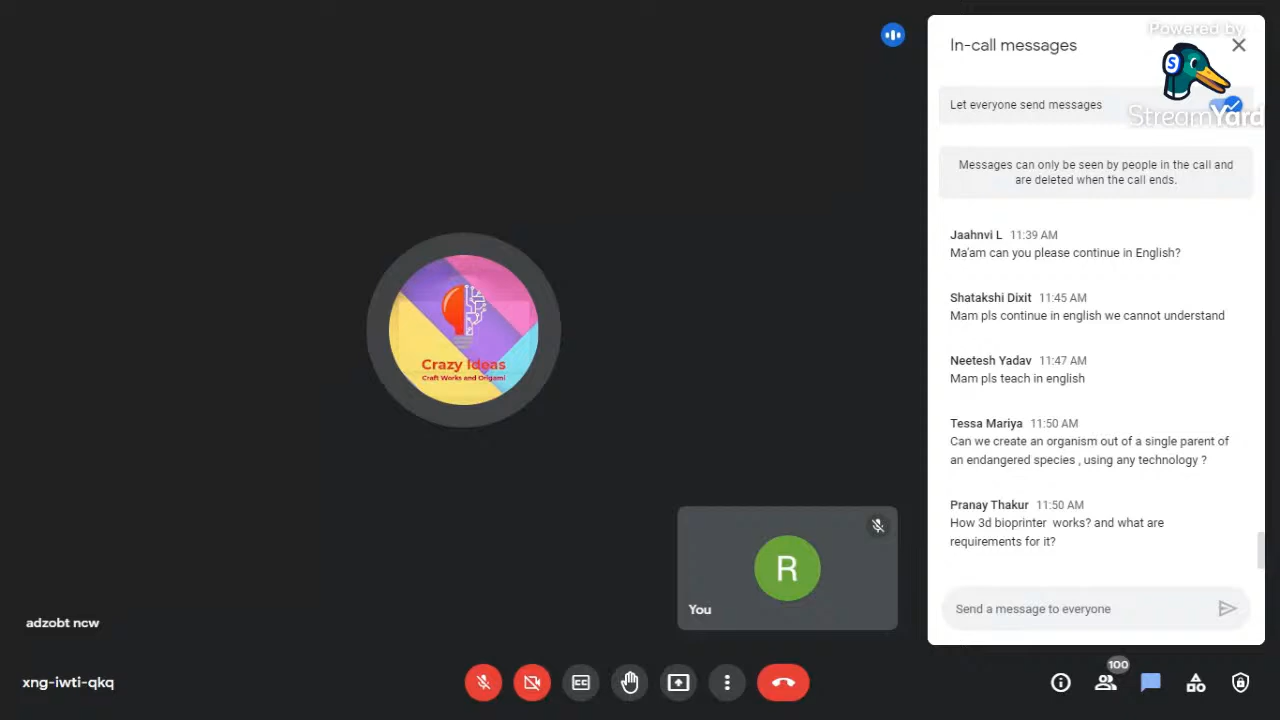 Powered by
StreamYard
In-call messages
Let everyone send messages
Messages can only be seen by people in the call and
are deleted when the call ends.
Jaahnvi L 11:39 AM
Ma'am can you please continue in English?
Shatakshi Dixit 11:45 AM
Mam pls continue in english we cannot understand
Neetesh Yadav 11:47 AM
Mam pls teach in english
Tessa Mariya 11:50 AM
Can we create an organism out of a single parent of
an endangered species , using any technology ?
Pranay Thakur 11:50 AM
How 3d bioprinter works? and what are
requirements for it?
Send a message to everyone
Crazy Ideas
Craft Works and Origami
R
You
adzobt ncw
xng-iwti-qkq
CC
100
S